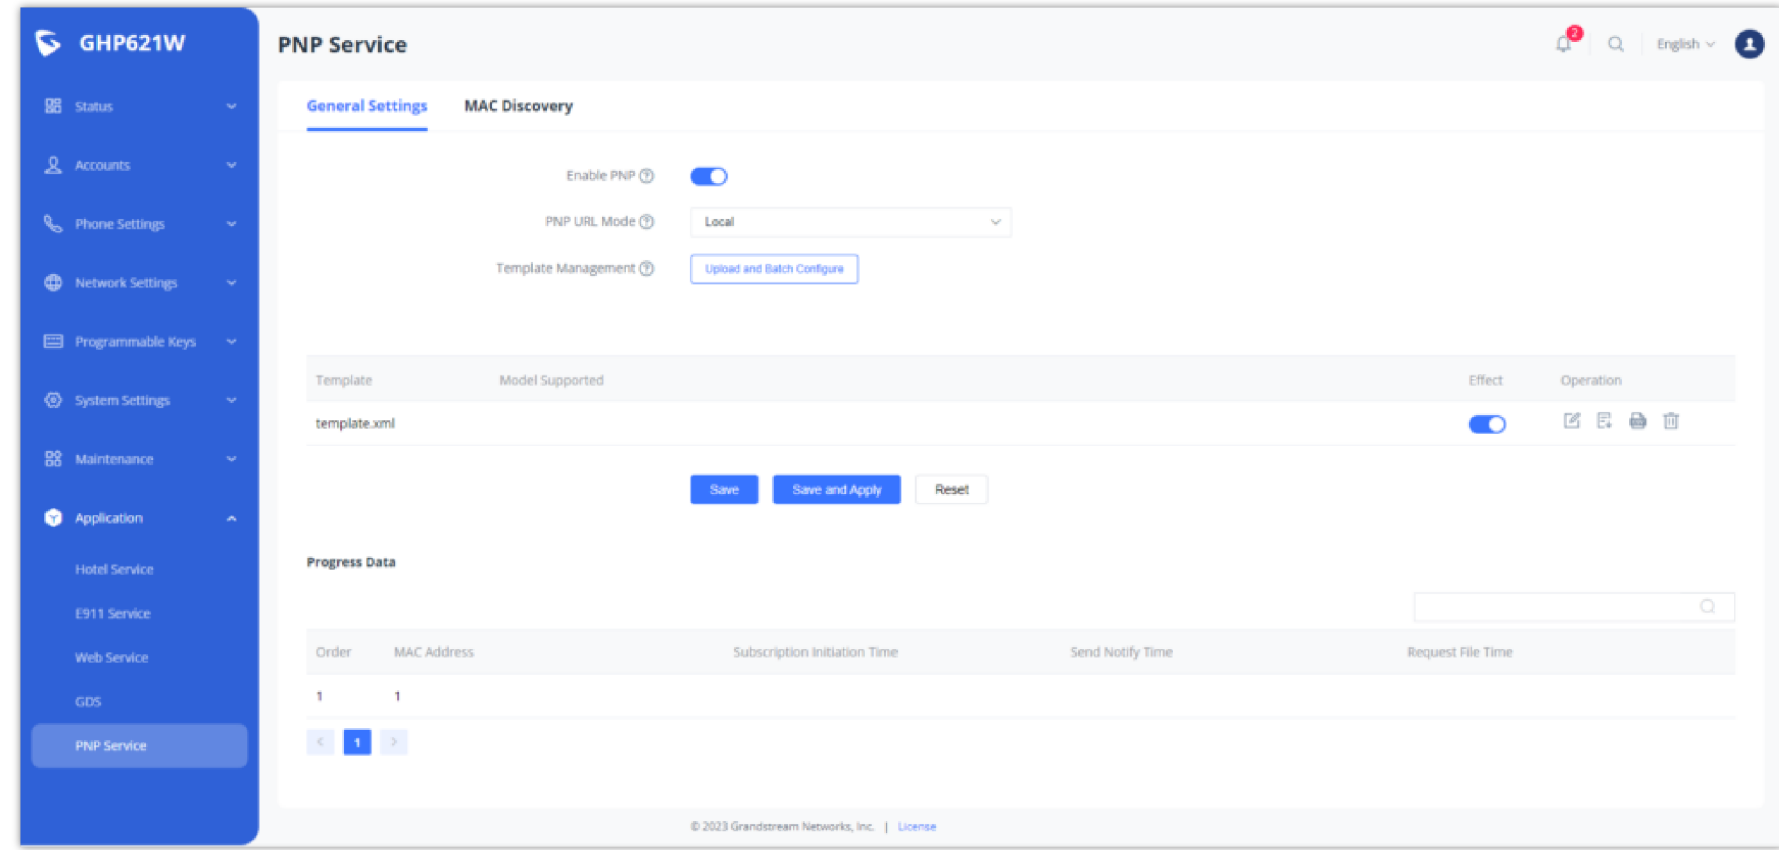 GHP621W
Status
Accounts
Phone Settings
Network Settings
Programmable Keys
System Settings
Maintenance
Application
Hotel Service
E911 Service
Web Service
GDS
PNP Service
PNP Service
2
English
General Settings MAC Discovery
Enable PNP ?
PNP URL Mode ? Local
Template Management ? Upload and Batch Configure
Template Model Supported Effect Operation
template.xml
Save Save and Apply Reset
Progress Data
Order MAC Address Subscription Initiation Time Send Notify Time Request File Time
1 1
< 1 >
© 2023 Grandstream Networks, Inc. | License